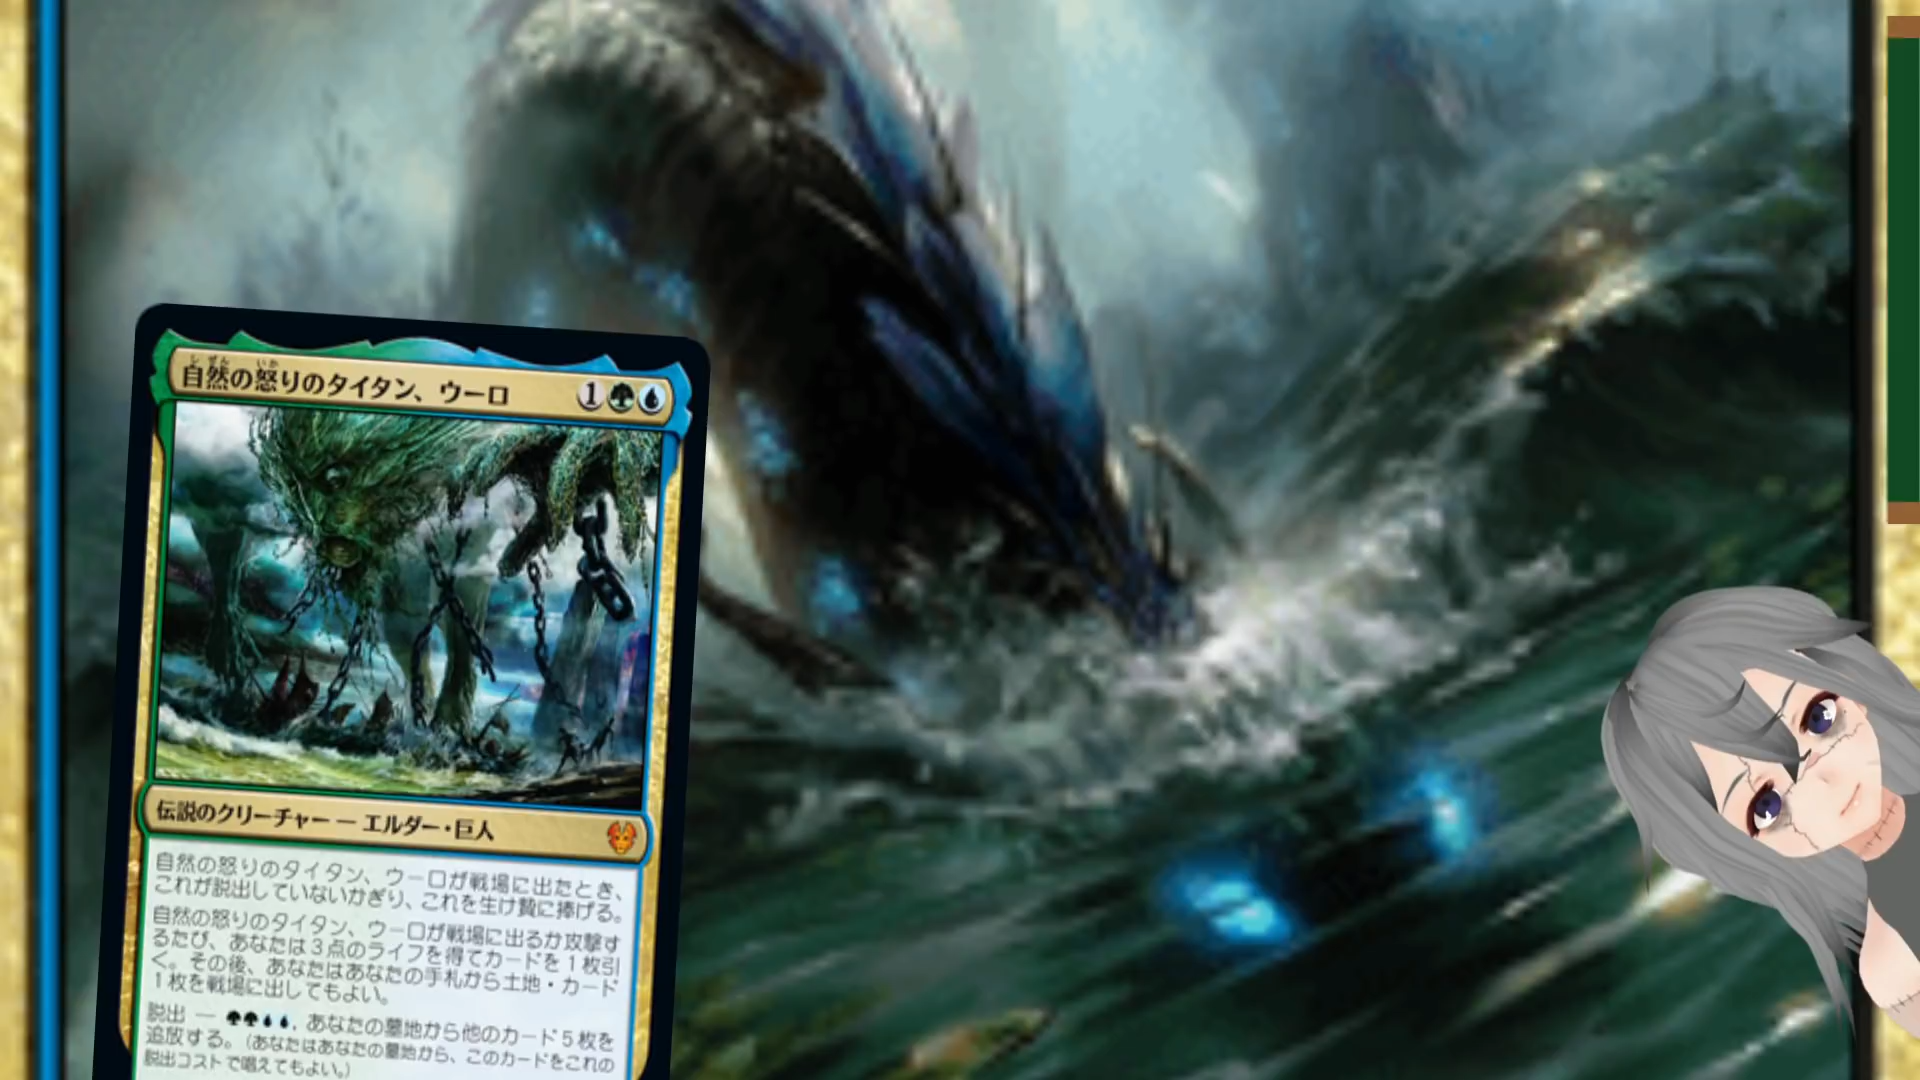 しぜん いか
自然の怒りのタイタン、ウーロ 1
伝説のクリーチャー ― エルダー・巨人
自然の怒りのタイタン、ウーロが戦場に出たとき、
これが脱出していないかぎり、これを生け贄に捧げる。
自然の怒りのタイタン、ウーロが戦場に出るか攻撃す
るたび、あなたは3点のライフを得てカードを1枚引
く。その後、あなたはあなたの手札から土地・カード
1枚を戦場に出してもよい。
脱出 ― , あなたの墓地から他のカード5枚を
追放する。(あなたはあなたの墓地から、このカードをこれの
脱出コストで唱えてもよい。)